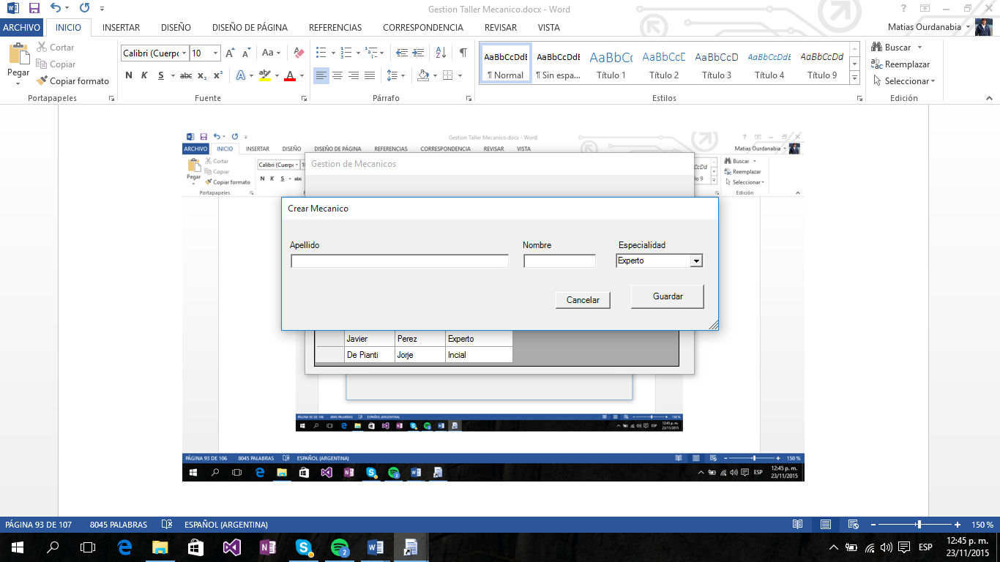 Gestion Taller Mecanico.docx - Word
ARCHIVO INICIO INSERTAR DISEÑO DISEÑO DE PÁGINA REFERENCIAS CORRESPONDENCIA REVISAR VISTA Matias Ourdanabia
Pegar Cortar Copiar Copiar formato
Calibri (Cuerpo 10 A A Aa
N K S abc x₂ x² A ab A
AaBbCcDdE AaBbCcDdE AaBbCc AaBbCcD AaBbCcD AaBbCcDdE AaBbCcDd
¶ Normal ¶ Sin espa... Título 1 Título 2 Título 3 Título 4 Título 9
Buscar
Reemplazar
Seleccionar
Portapapeles Fuente Párrafo Estilos Edición
Gestion Taller Mecanico.docx - Word
ARCHIVO INICIO INSERTAR DISEÑO DISEÑO DE PÁGINA REFERENCIAS CORRESPONDENCIA REVISAR VISTA Matias Ourdanabia
Pegar Cortar Copiar Copiar formato
Calibri (Cuerpo
N K S abc
Portapapeles
Buscar
Reemplazar
Seleccionar
Edición
Gestion de Mecanicos
Crear Mecanico
Apellido Nombre Especialidad
Experto
Cancelar Guardar
Javier Perez Experto
De Pianti Jorje Incial
PÁGINA 92 DE 106 8045 PALABRAS ESPAÑOL (ARGENTINA) 150 %
ESP 12:45 p. m.
23/11/2015
PÁGINA 93 DE 106 8045 PALABRAS ESPAÑOL (ARGENTINA) 150 %
ESP 12:45 p. m.
23/11/2015
PÁGINA 93 DE 107 8045 PALABRAS ESPAÑOL (ARGENTINA) 150 %
2 ESP 12:45 p. m.
23/11/2015